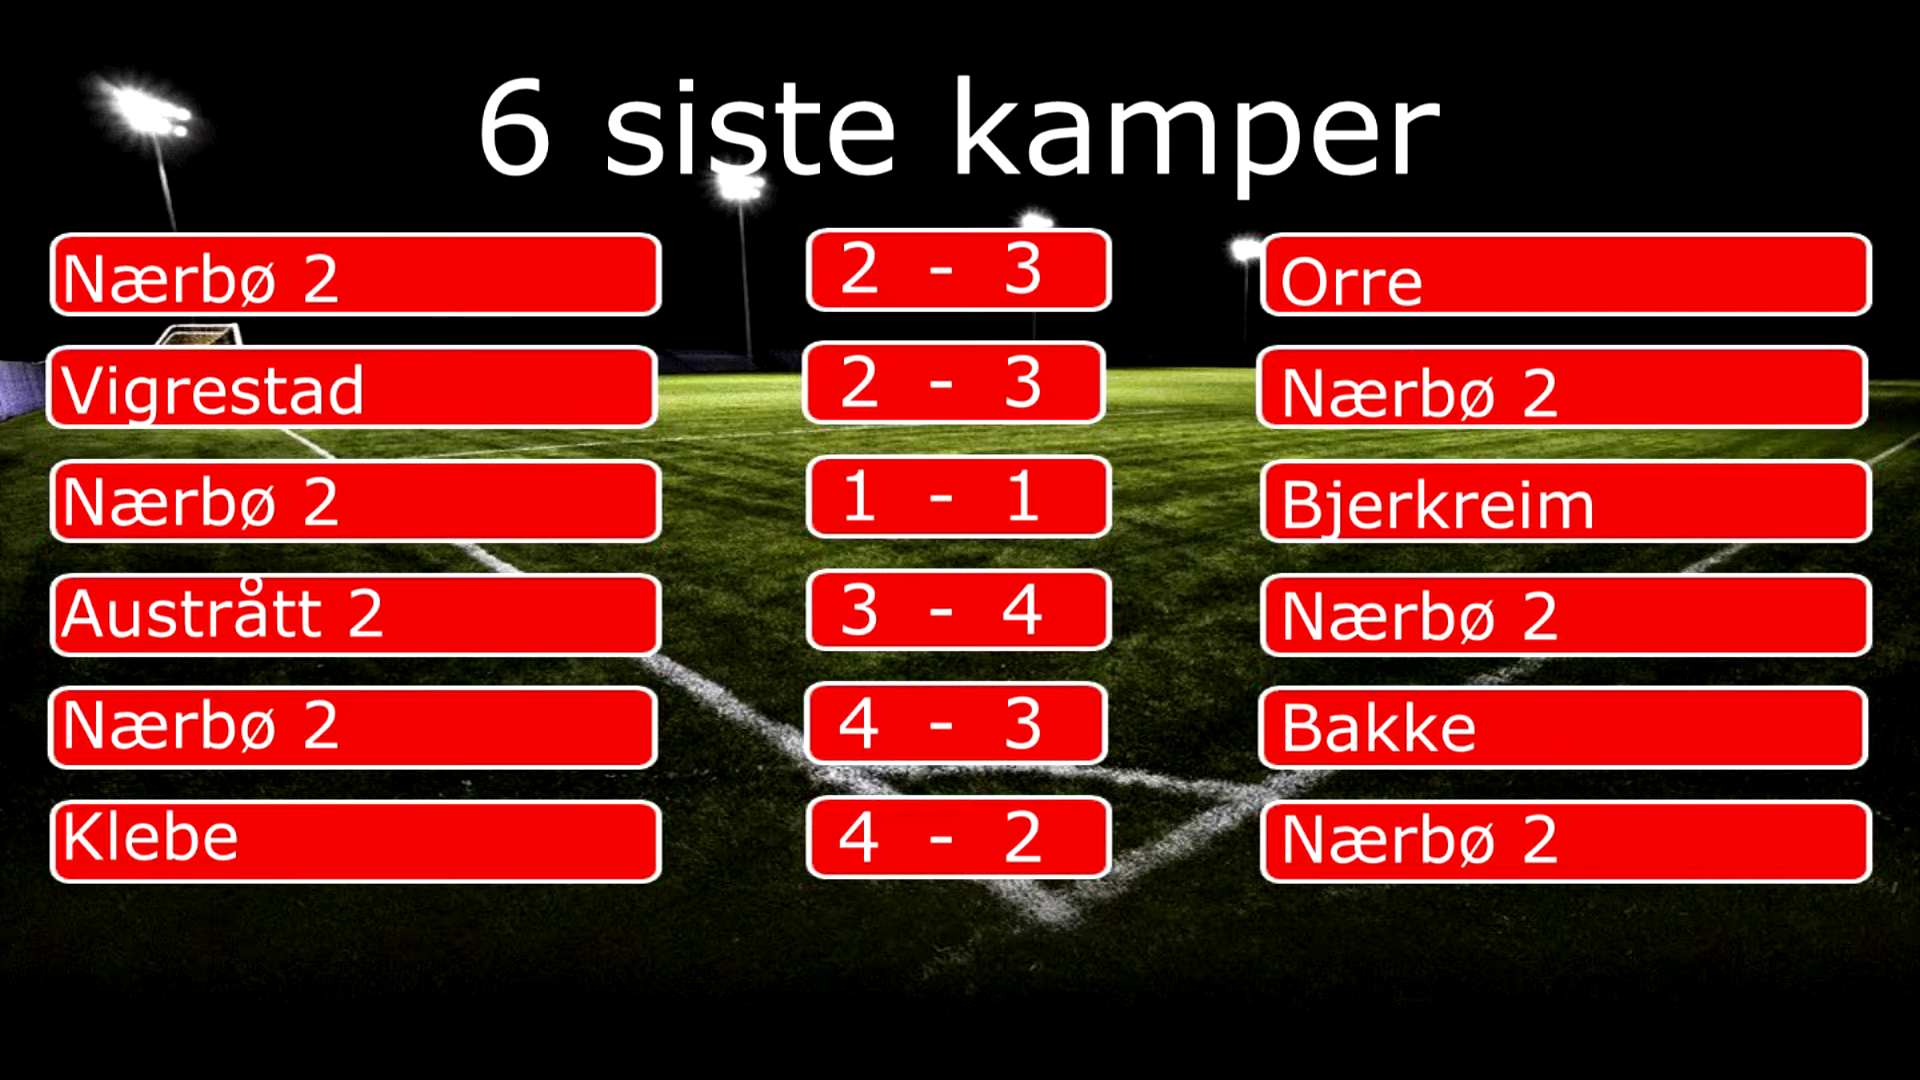 6 siste kamper
Nærbø 2 2 - 3 Orre
Vigrestad 2 - 3 Nærbø 2
Nærbø 2 1 - 1 Bjerkreim
Austrått 2 3 - 4 Nærbø 2
Nærbø 2 4 - 3 Bakke
Klebe 4 - 2 Nærbø 2